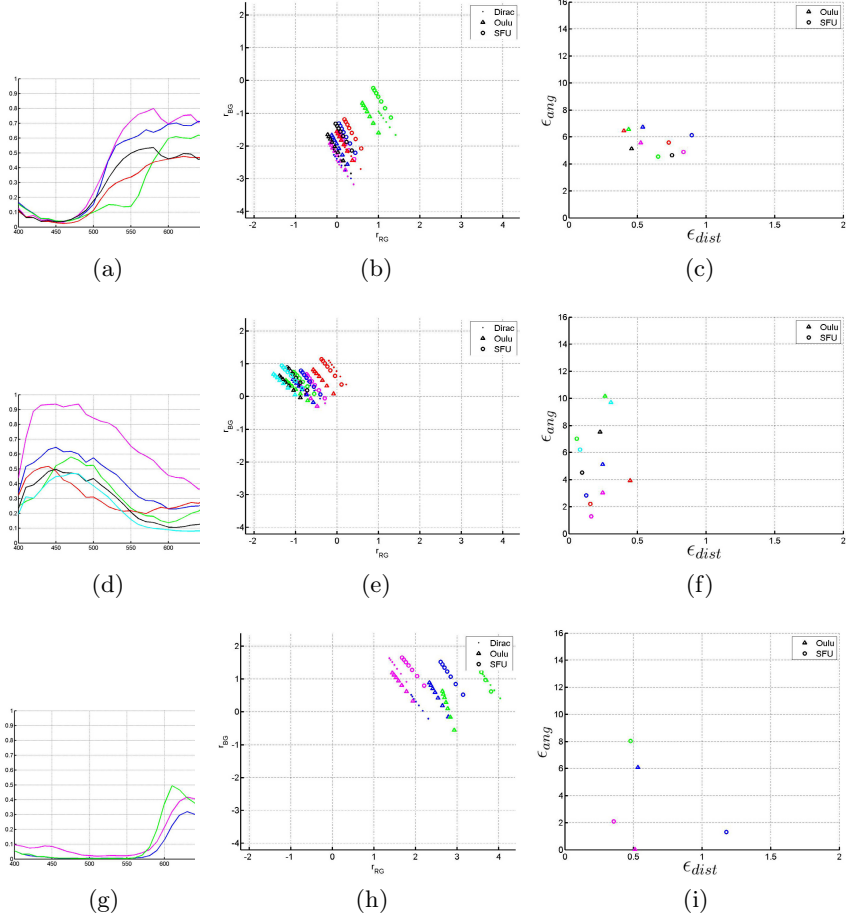 1
0.9
0.8
0.7
0.6
0.5
0.4
0.3
0.2
0.1
0
400 450 500 550 600
(a)
Dirac
Oulu
SFU
2
1
0
-1
-2
-3
-4
r_BG
-2 -1 0 1 2 3 4
r_RG
(b)
Oulu
SFU
16
14
12
10
8
6
4
2
0
ϵ_ang
0 0.5 1 1.5 2
ϵ_dist
(c)
1
0.9
0.8
0.7
0.6
0.5
0.4
0.3
0.2
0.1
0
400 450 500 550 600
(d)
Dirac
Oulu
SFU
2
1
0
-1
-2
-3
-4
r_BG
-2 -1 0 1 2 3 4
r_RG
(e)
Oulu
SFU
16
14
12
10
8
6
4
2
0
ϵ_ang
0 0.5 1 1.5 2
ϵ_dist
(f)
1
0.9
0.8
0.7
0.6
0.5
0.4
0.3
0.2
0.1
0
400 450 500 550 600
(g)
Dirac
Oulu
SFU
2
1
0
-1
-2
-3
-4
r_BG
-2 -1 0 1 2 3 4
r_RG
(h)
Oulu
SFU
16
14
12
10
8
6
4
2
0
ϵ_ang
0 0.5 1 1.5 2
ϵ_dist
(i)